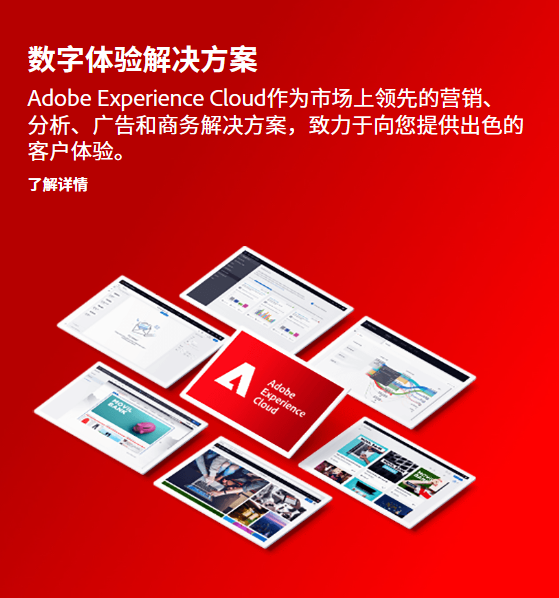 数字体验解决方案
Adobe Experience Cloud作为市场上领先的营销、
分析、广告和商务解决方案，致力于向您提供出色的
客户体验。
了解详情
Adobe
Experience
Cloud
MOVIL
BANK